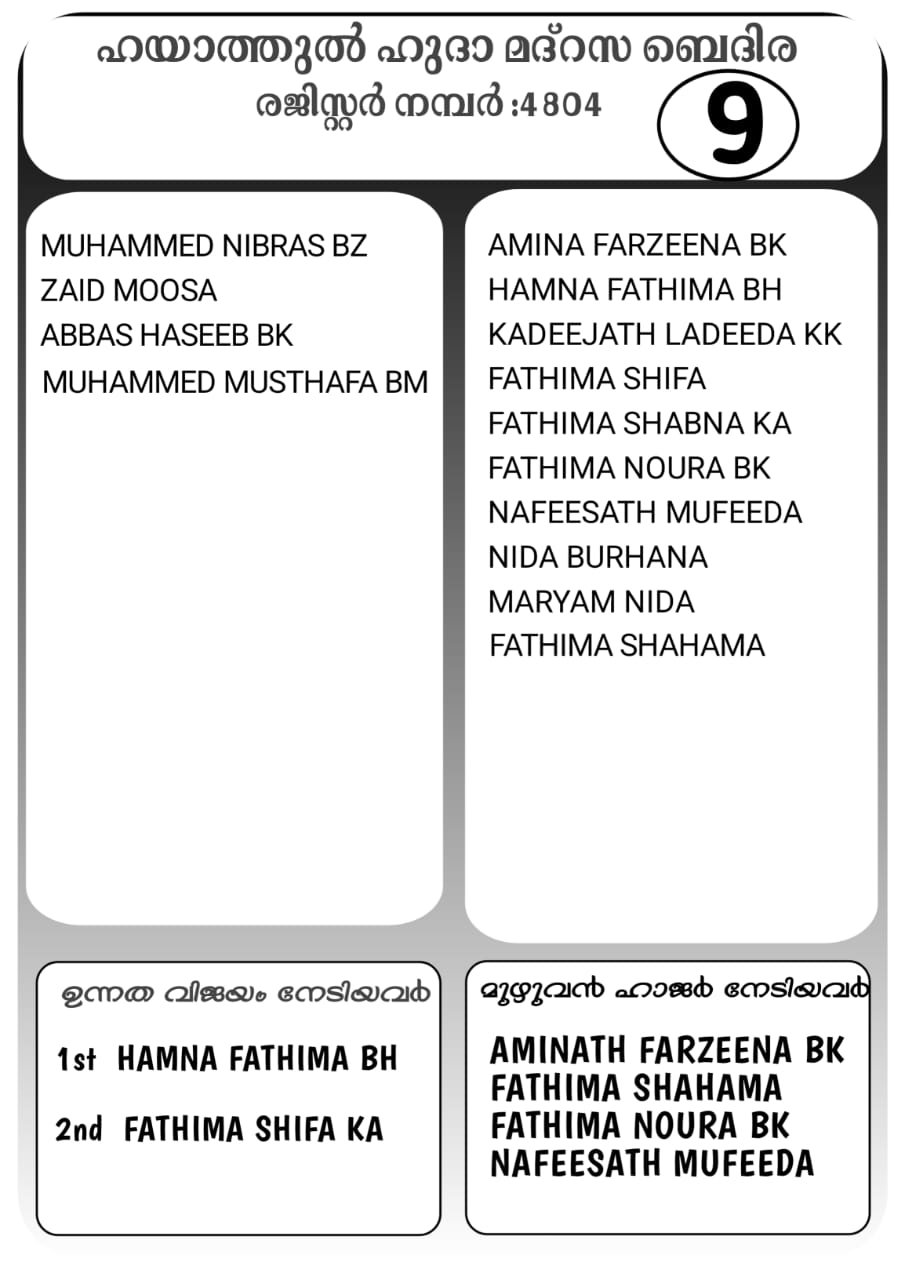 ഹയാത്തുൽ ഹുദാ മദ്റസ ബെദിര
രജിസ്റ്റർ നമ്പർ :4804
9
MUHAMMED NIBRAS BZ
ZAID MOOSA
ABBAS HASEEB BK
MUHAMMED MUSTHAFA BM
AMINA FARZEENA BK
HAMNA FATHIMA BH
KADEEJATH LADEEDA KK
FATHIMA SHIFA
FATHIMA SHABNA KA
FATHIMA NOURA BK
NAFEESATH MUFEEDA
NIDA BURHANA
MARYAM NIDA
FATHIMA SHAHAMA
ഉന്നത വിജയം നേടിയവർ
1st HAMNA FATHIMA BH
2nd FATHIMA SHIFA KA
മുഴുവൻ ഹാജർ നേടിയവർ
AMINATH FARZEENA BK
FATHIMA SHAHAMA
FATHIMA NOURA BK
NAFEESATH MUFEEDA